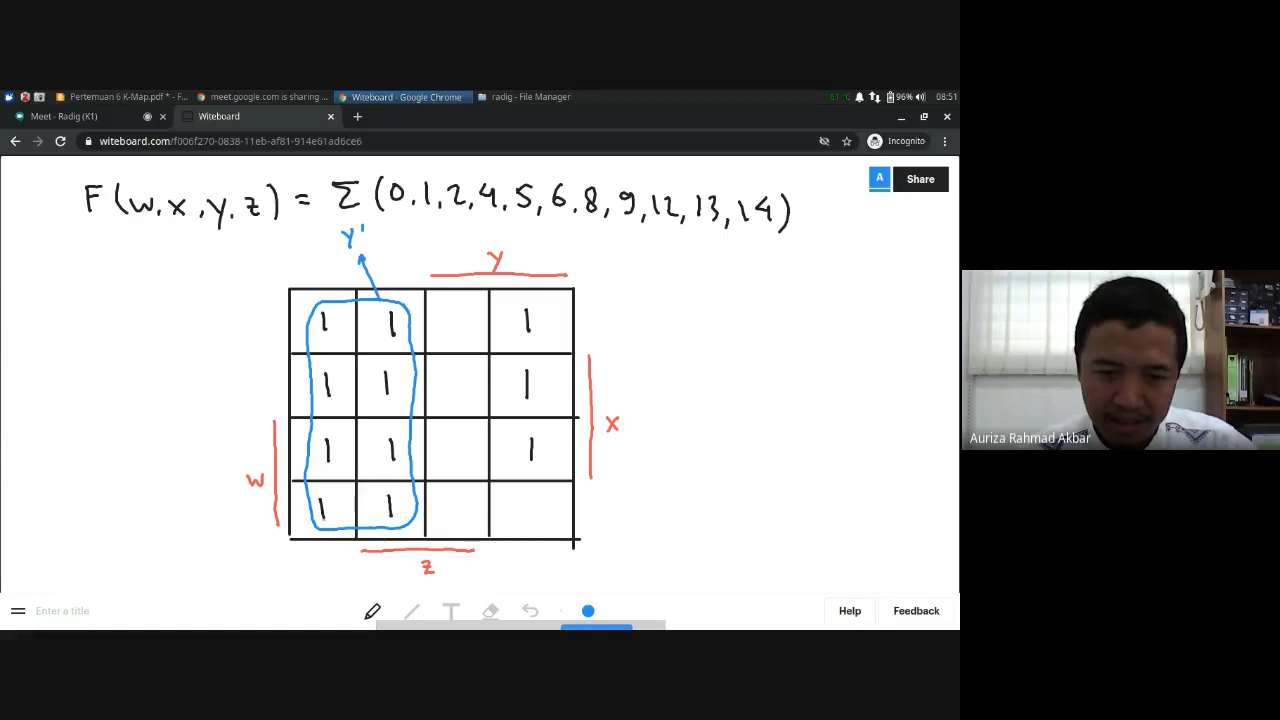 Pertemuan 6 K-Map.pdf * - F... meet.google.com is sharing ... Witeboard - Google Chrome radig - File Manager 61 °C 96% 08:51
Meet - Radig (K1) Witeboard
witeboard.com/f006f270-0838-11eb-af81-914e61ad6ce6 Incognito
F(w,x,y,z) = Σ(0,1,2,4,5,6,8,9,12,13,14)
A Share
y'
y
1 1 1
1 1 1
x
1 1 1
w
1 1
z
Auriza Rahmad Akbar
Enter a title T Help Feedback